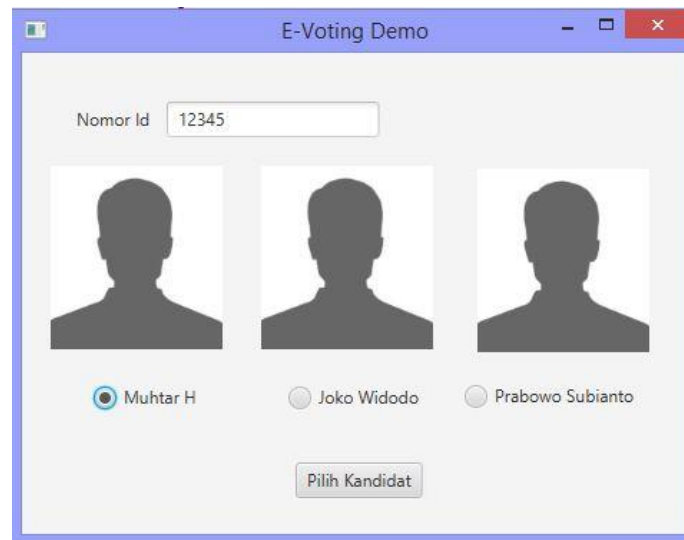 E-Voting Demo
Nomor Id 12345
Muhtar H Joko Widodo Prabowo Subianto
Pilih Kandidat